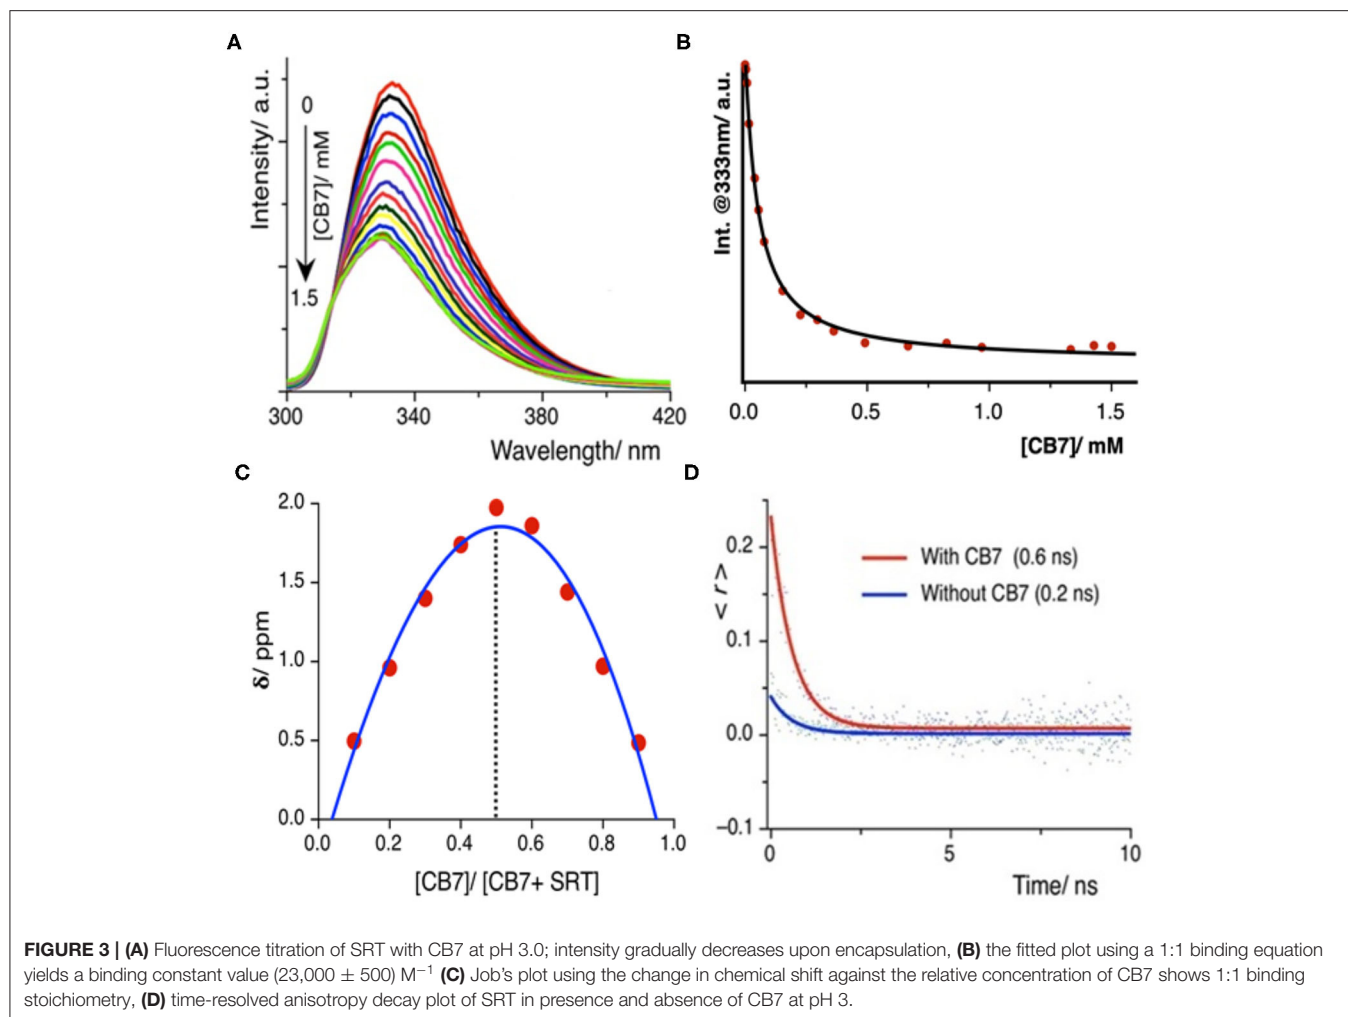 (A)
Intensity/ a.u.
0
[CB7]/ mM
1.5
300 340 380 420
Wavelength/ nm
(B)
Int. @333nm/ a.u.
0.0 0.5 1.0 1.5
[CB7]/ mM
(C)
2.0
1.5
1.0
0.5
0.0
δ/ ppm
0.0 0.2 0.4 0.6 0.8 1.0
[CB7]/ [CB7+ SRT]
(D)
0.2
0.1
0.0
–0.1
< r >
With CB7 (0.6 ns)
Without CB7 (0.2 ns)
0 5 10
Time/ ns
FIGURE 3 | (A) Fluorescence titration of SRT with CB7 at pH 3.0; intensity gradually decreases upon encapsulation, (B) the fitted plot using a 1:1 binding equation
yields a binding constant value (23,000 ± 500) M⁻¹ (C) Job's plot using the change in chemical shift against the relative concentration of CB7 shows 1:1 binding
stoichiometry, (D) time-resolved anisotropy decay plot of SRT in presence and absence of CB7 at pH 3.